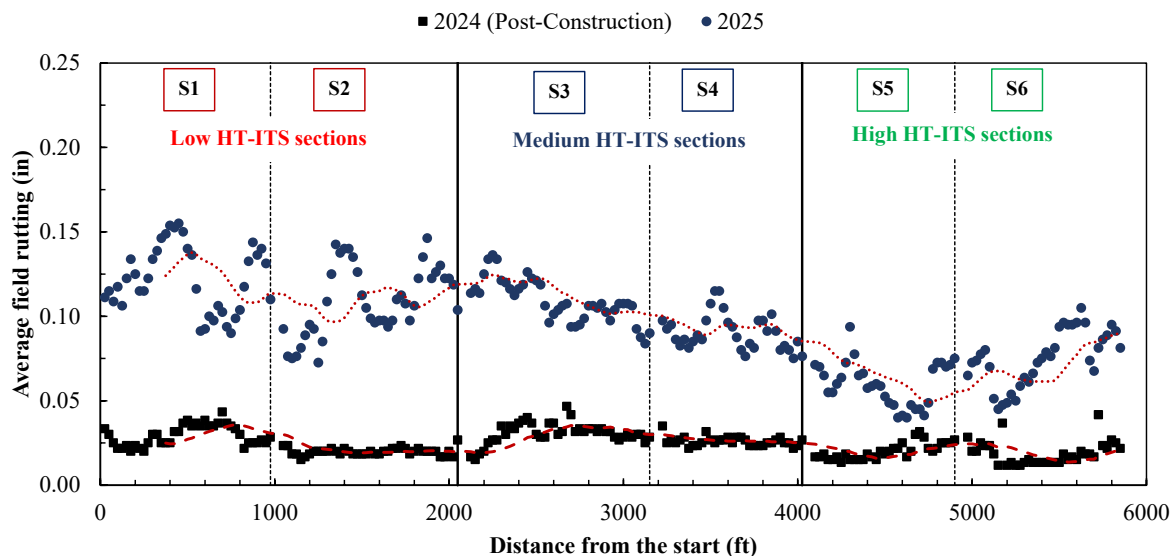 2024 (Post-Construction) 2025
0.25
0.20
0.15
0.10
0.05
0.00
Average field rutting (in)
S1 S2 S3 S4 S5 S6
Low HT-ITS sections Medium HT-ITS sections High HT-ITS sections
0 1000 2000 3000 4000 5000 6000
Distance from the start (ft)